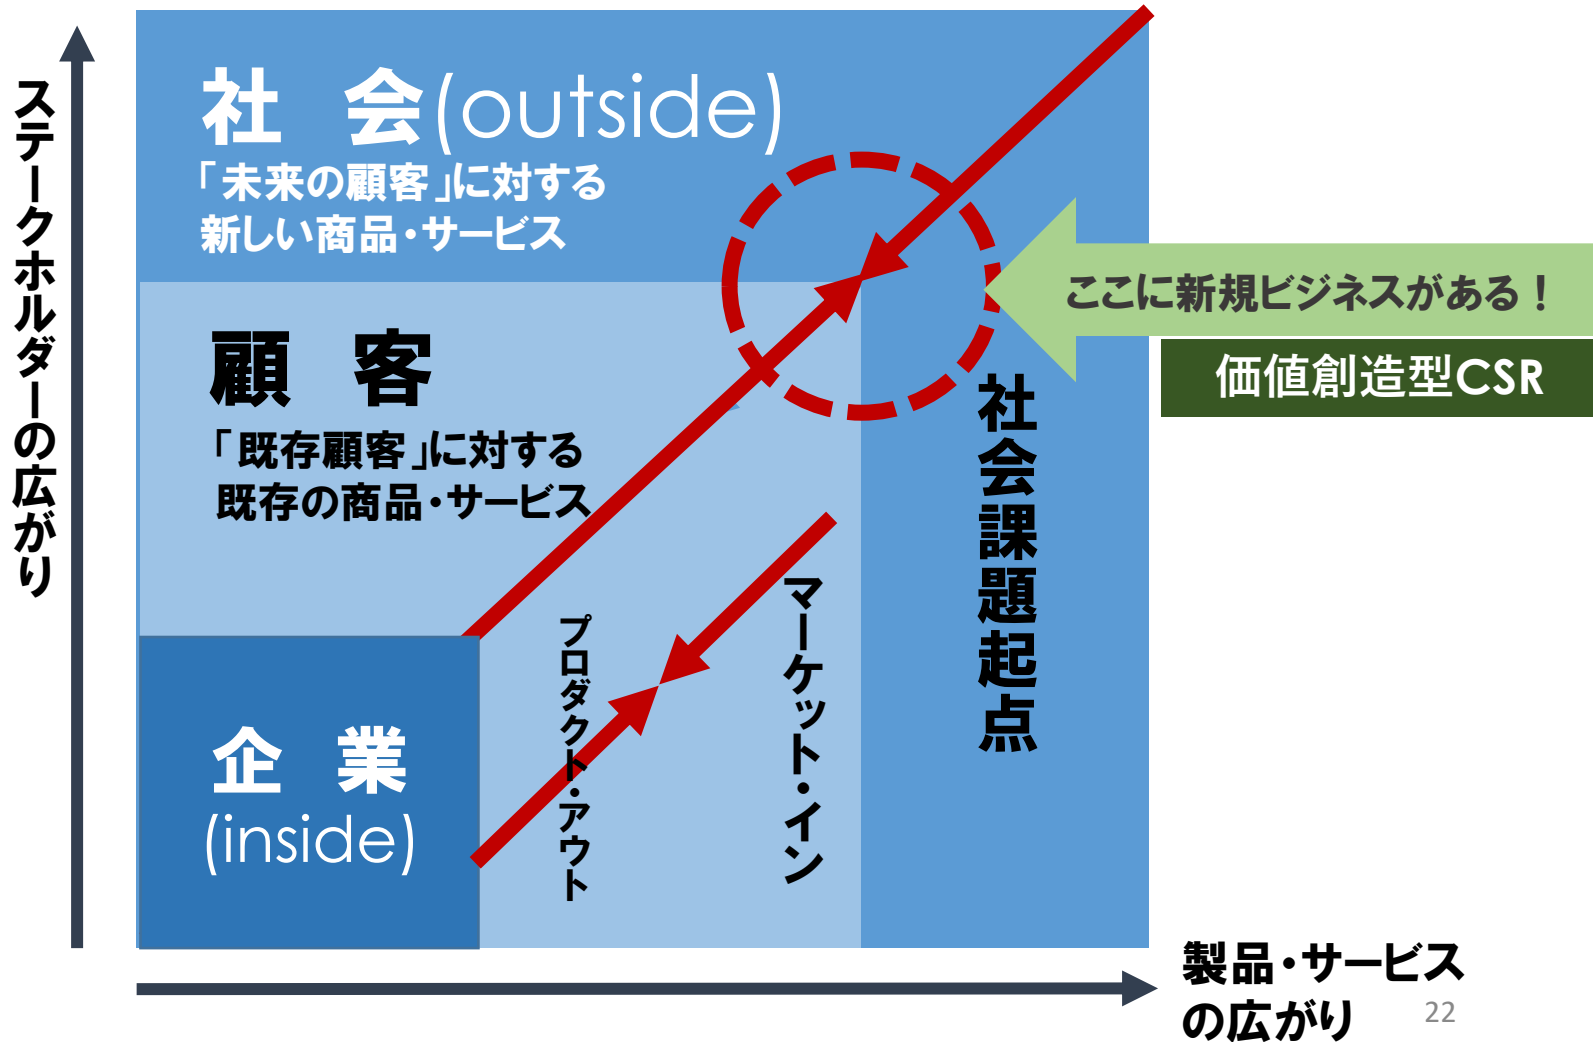 ステークホルダーの広がり
社 会(outside)
「未来の顧客」に対する
新しい商品・サービス
ここに新規ビジネスがある！
価値創造型CSR
顧 客
「既存顧客」に対する
既存の商品・サービス
社会課題起点
マーケット・イン
プロダクト・アウト
企 業
(inside)
製品・サービス
の広がり
22